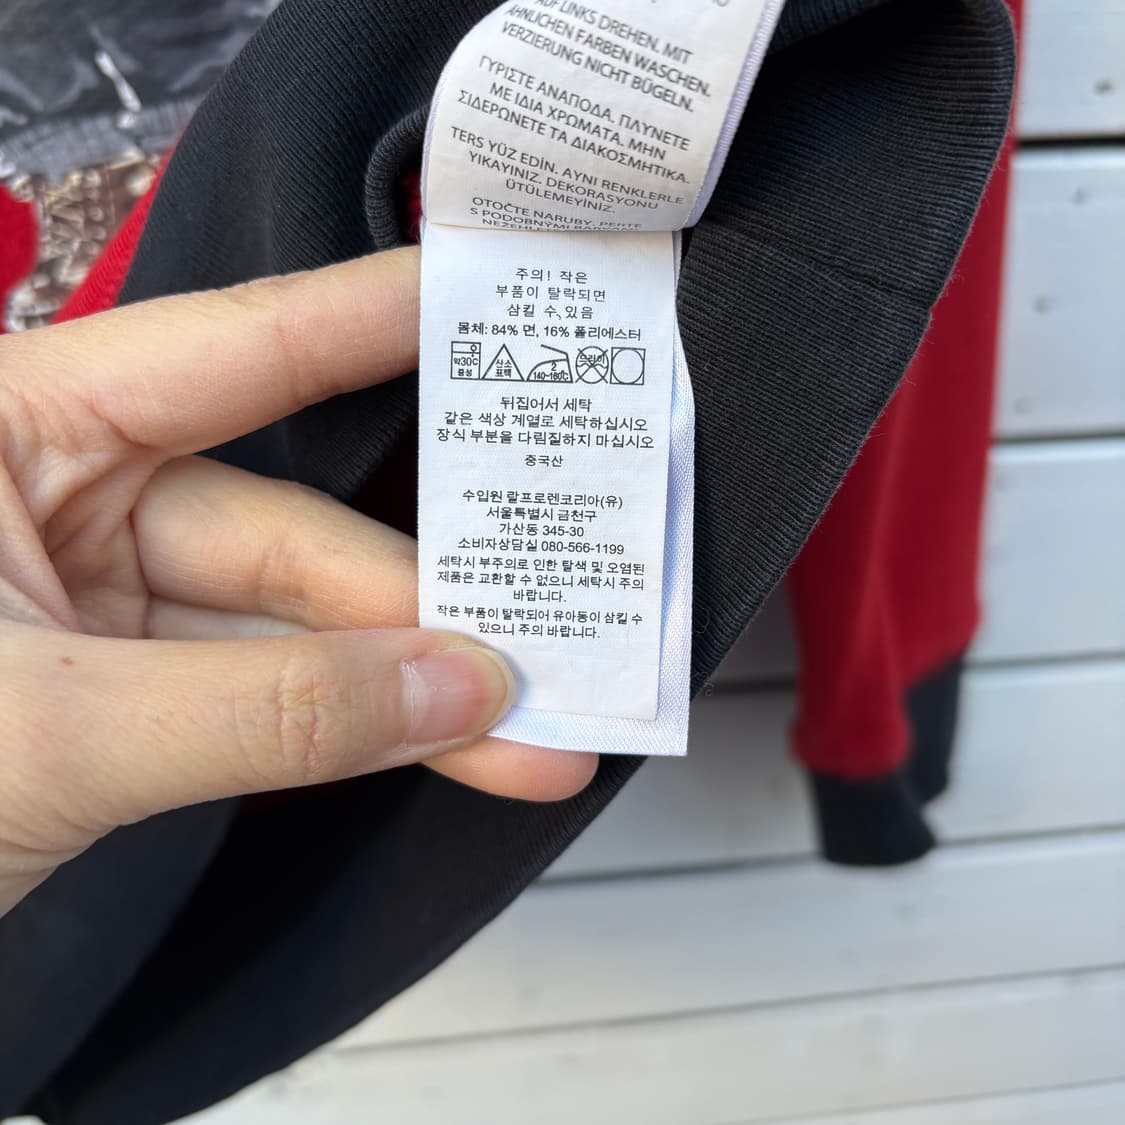 AUF LINKS DREHEN. MIT
ÄHNLICHEN FARBEN WASCHEN.
VERZIERUNG NICHT BÜGELN.
ΓΥΡΙΣΤΕ ΑΝΑΠΟΔΑ. ΠΛΥΝΕΤΕ
ΜΕ ΙΔΙΑ ΧΡΩΜΑΤΑ. ΜΗΝ
ΣΙΔΕΡΩΝΕΤΕ ΤΑ ΔΙΑΚΟΣΜΗΤΙΚΑ.
TERS YÜZ EDİN. AYNI RENKLERLE
YIKAYINIZ. DEKORASYONU
ÜTÜLEMEYİNİZ.
OTOČTE NARUBY. PERTE
S PODOBNÝMI BARVAMI
주의! 작은
부품이 탈락되면
삼킬 수 있음
몸체: 84% 면, 16% 폴리에스터
약30°C
중성
산소
표백
2
140~160°C
드라이
뒤집어서 세탁
같은 색상 계열로 세탁하십시오
장식 부분을 다림질하지 마십시오
중국산
수입원 랄프로렌코리아(유)
서울특별시 금천구
가산동 345-30
소비자상담실 080-566-1199
세탁시 부주의로 인한 탈색 및 오염된
제품은 교환할 수 없으니 세탁시 주의
바랍니다.
작은 부품이 탈락되어 유아동이 삼킬 수
있으니 주의 바랍니다.